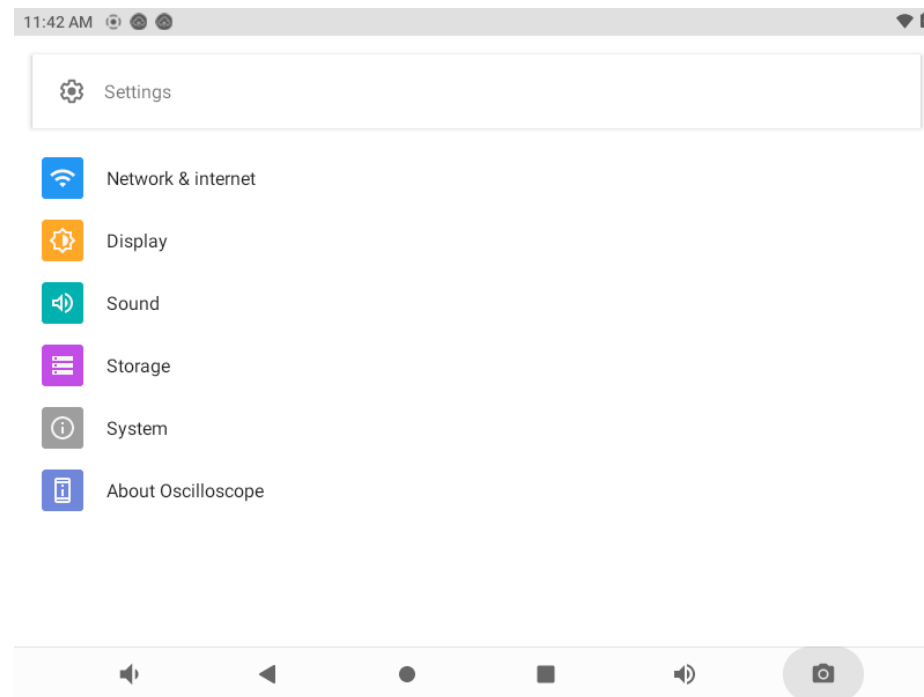 11:42 AM
Settings
Network & internet
Display
Sound
Storage
System
About Oscilloscope